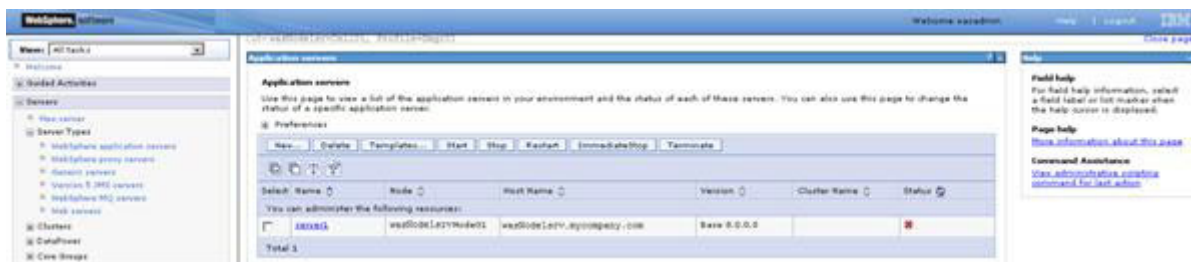 WebSphere. software
Welcome wasadmin
Help | Logout
IBM
View: All tasks
Welcome
Guided Activities
Servers
New server
Server Types
WebSphere application servers
WebSphere proxy servers
Generic servers
Version 5 JMS servers
WebSphere MQ servers
Web servers
Clusters
DataPower
Core Groups
Close page
Application servers
Application servers
Use this page to view a list of the application servers in your environment and the status of each of these servers. You can also use this page to change the
status of a specific application server.
Preferences
New... Delete Templates... Start Stop Restart ImmediateStop Terminate
Select Name Node Host Name Version Cluster Name Status
You can administer the following resources:
server1 Base 8.0.0.0
Total 1
Help
Field help
For field help information, select
a field label or list marker when
the help cursor is displayed.
Page help
More information about this page
Command Assistance
View administrative scripting
command for last action